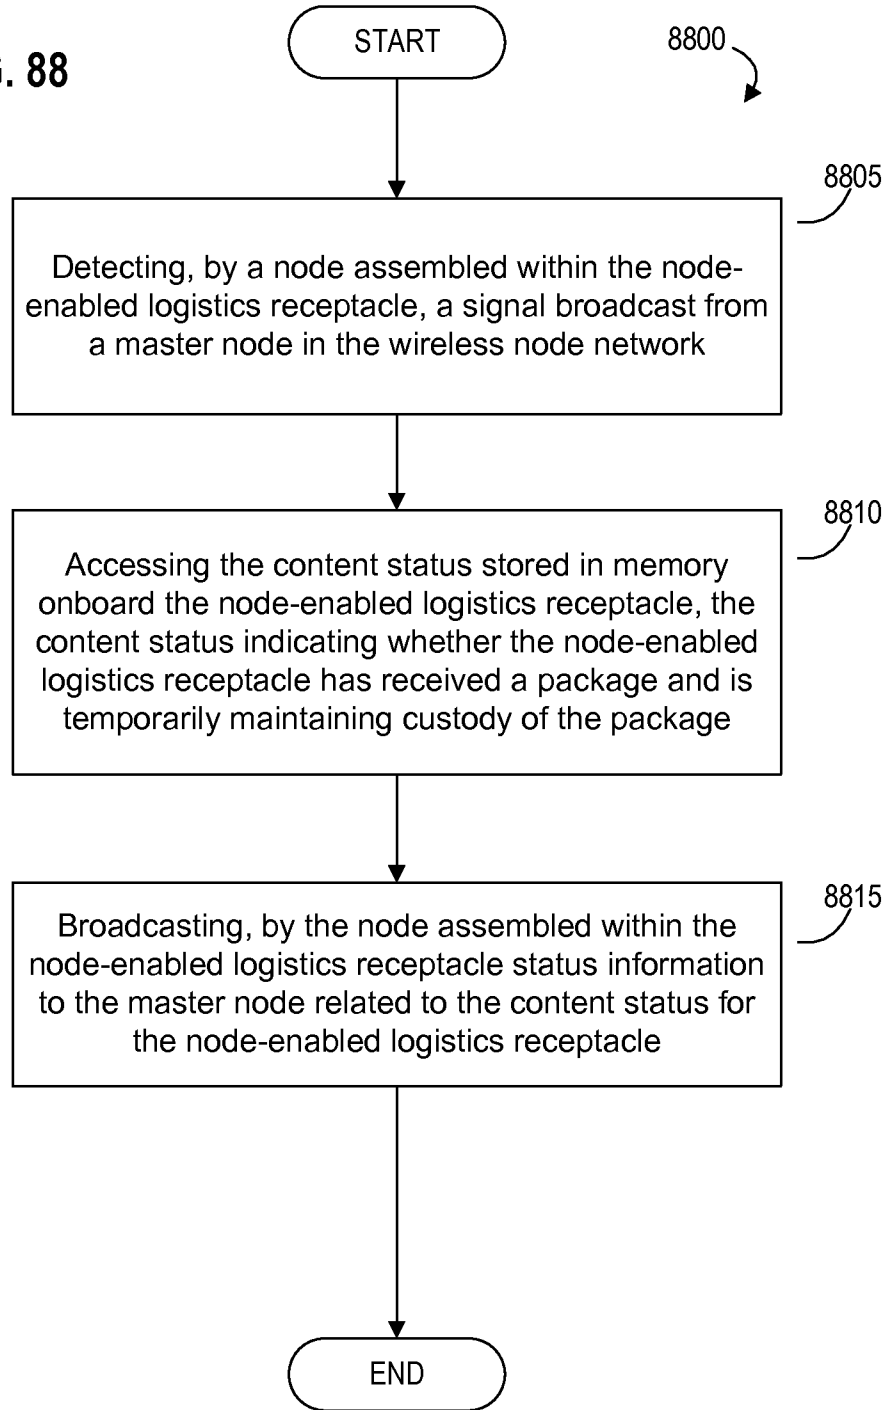 START
8800
. 88
8805
Detecting, by a node assembled within the node-
enabled logistics receptacle, a signal broadcast from
a master node in the wireless node network
8810
Accessing the content status stored in memory
onboard the node-enabled logistics receptacle, the
content status indicating whether the node-enabled
logistics receptacle has received a package and is
temporarily maintaining custody of the package
8815
Broadcasting, by the node assembled within the
node-enabled logistics receptacle status information
to the master node related to the content status for
the node-enabled logistics receptacle
END